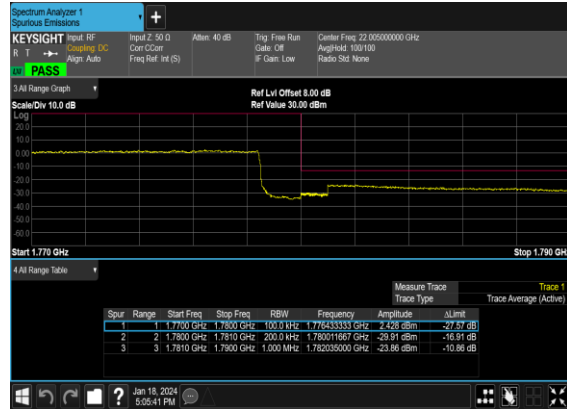 Spectrum Analyzer 1
Spurious Emissions
+
KEYSIGHT Input: RF Input Z: 50 Ω Atten: 40 dB Trig: Free Run Center Freq: 22.005000000 GHz
R T Coupling: DC Corr CCorr Gate: Off Avg|Hold: 100/100
Align: Auto Freq Ref: Int (S) IF Gain: Low Radio Std: None
PASS
3 All Range Graph
Ref Lvl Offset 8.00 dB
Scale/Div 10.0 dB Ref Value 30.00 dBm
Log
20.0
10.0
0.00
-10.0
-20.0
-30.0
-40.0
-50.0
-60.0
Start 1.770 GHz Stop 1.790 GH
4 All Range Table
Measure Trace Trace 1
Trace Type Trace Average (Active)
Spur Range Start Freq Stop Freq RBW Frequency Amplitude ΔLimit
1 1 1.7700 GHz 1.7800 GHz 100.0 kHz 1.776433333 GHz 2.428 dBm -27.57 dB
2 2 1.7800 GHz 1.7810 GHz 200.0 kHz 1.780011667 GHz -29.91 dBm -16.91 dB
3 3 1.7810 GHz 1.7900 GHz 1.000 MHz 1.782035000 GHz -23.86 dBm -10.86 dB
? Jan 18, 2024
5:05:41 PM